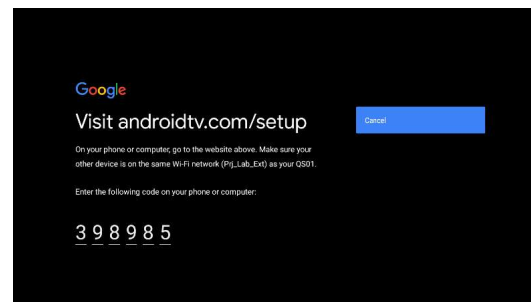 Google
Visit androidtv.com/setup
Cancel
On your phone or computer, go to the website above. Make sure your
other device is on the same Wi-Fi network (Prj_Lab_Ext) as your QS01.
Enter the following code on your phone or computer:
398985